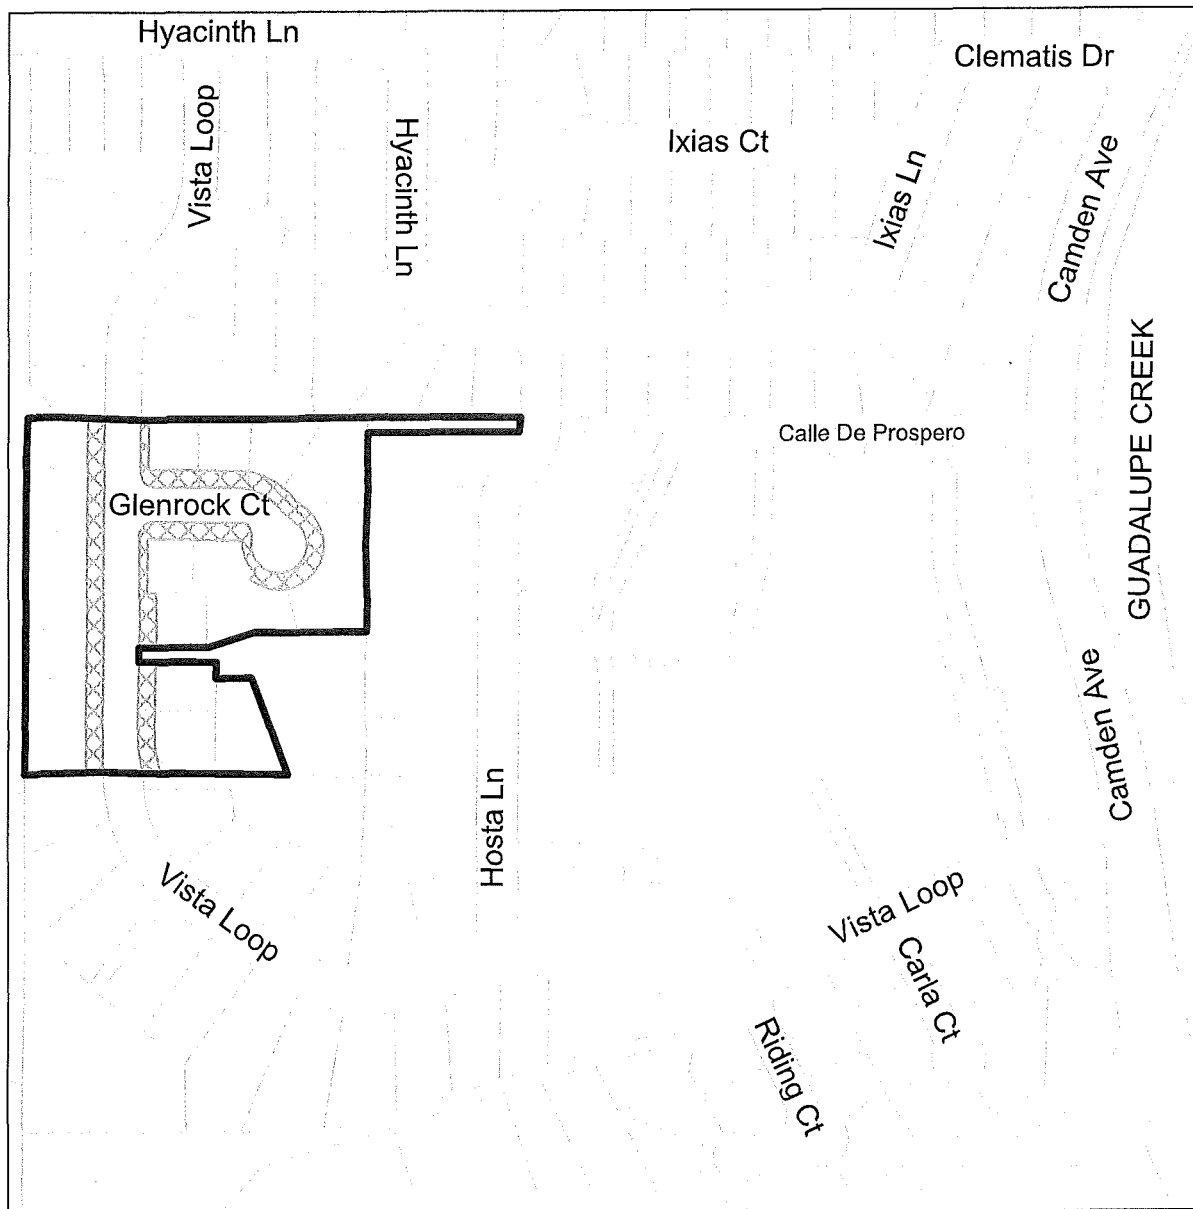 Hyacinth Ln
Clematis Dr
Vista Loop
Hyacinth Ln
Ixias Ct
Ixias Ln
Camden Ave
GUADALUPE CREEK
Calle De Prospero
Glenrock Ct
Camden Ave
Hosta Ln
Vista Loop
Vista Loop
Carla Ct
Riding Ct